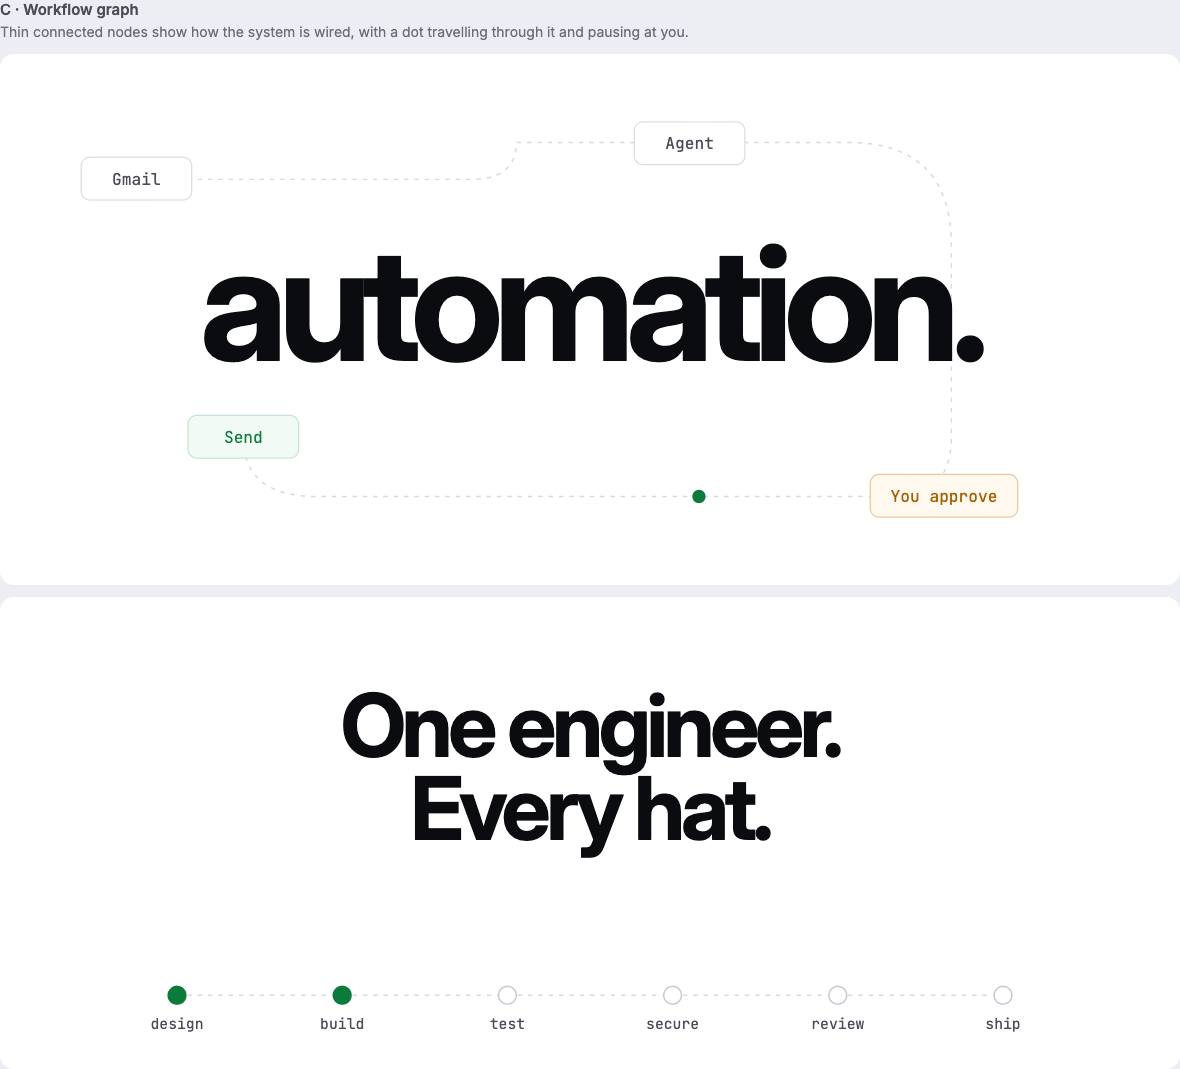 C · Workflow graph
Thin connected nodes show how the system is wired, with a dot travelling through it and pausing at you.
Agent
Gmail
automation.
Send
You approve
One engineer.
Every hat.
design build test secure review ship